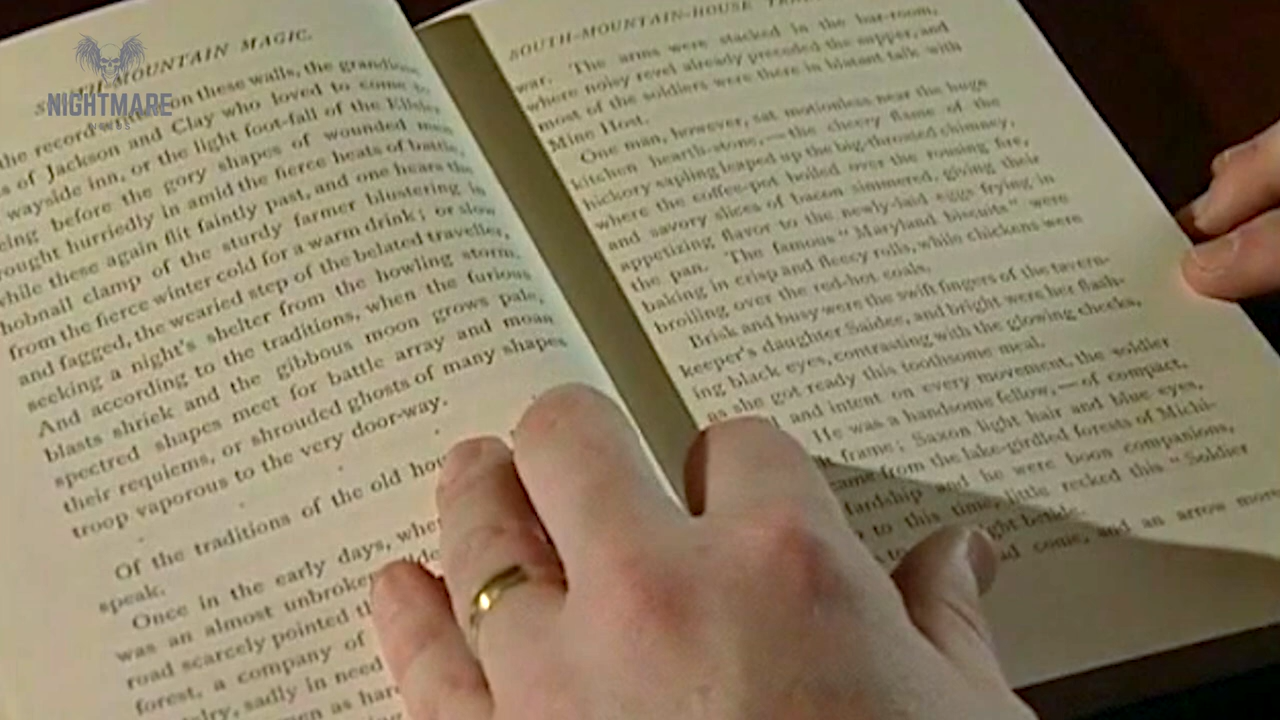 NIGHTMARE
MOUNTAIN MAGIC.
the records on these walls, the grandiose
s of Jackson and Clay who loved to come to
wayside inn, or the light foot-fall of the Elfster
cing before the gory shapes of wounded men
rought hurriedly in amid the fierce heats of battle.
while these again flit faintly past, and one hears the
hobnail clamp of the sturdy farmer blustering in
from the fierce winter cold for a warm drink; or slow
and fagged, the wearied step of the belated traveller,
seeking a night's shelter from the howling storm.
And according to the traditions, when the furious
blasts shriek and the gibbous moon grows pale,
spectred shapes meet for battle array and moan
their requiems, or shrouded ghosts of many shapes
troop vaporous to the very door-way.
Of the traditions of the old
speak.
Once in the early days,
was an almost unbroken
road scarcely pointed
forest, a company of
sadly in need
as
SOUTH-MOUNTAIN-HOUSE
war. The arms were stacked in the bar-room,
where noisy revel already preceded the supper, and
most of the soldiers were there in blatant talk with
Mine Host.
One man, however, sat motionless near the huge
kitchen hearth-stone,—the cheery flame of the
hickory sapling leaped up the big-throated chimney,
where the coffee-pot boiled over the rousing fire,
and savory slices of bacon simmered, giving their
appetizing flavor to the newly-laid eggs frying in
the pan. The famous "Maryland biscuits" were
baking in crisp and fleecy rolls, while chickens were
broiling over the red-hot coals.
Brisk and busy were the swift fingers of the tavern-
keeper's daughter Saidee, and bright were her flash-
ing black eyes, contrasting with the glowing cheeks,
as she got ready this toothsome meal.
and intent on every movement, the soldier
He was a handsome fellow,—of compact,
frame; Saxon light hair and blue eyes,
came from the lake-girdled forests of Michi-
hardship and he were boon companions,
to this time, little recked this "Soldier
and an arrow more